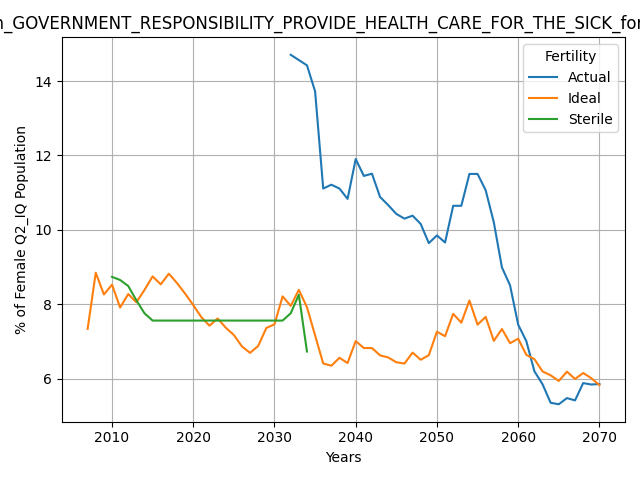 n_GOVERNMENT_RESPONSIBILITY_PROVIDE_HEALTH_CARE_FOR_THE_SICK_for
Fertility
Actual
Ideal
Sterile
% of Female Q2_IQ Population
14
12
10
8
6
2010 2020 2030 2040 2050 2060 2070
Years